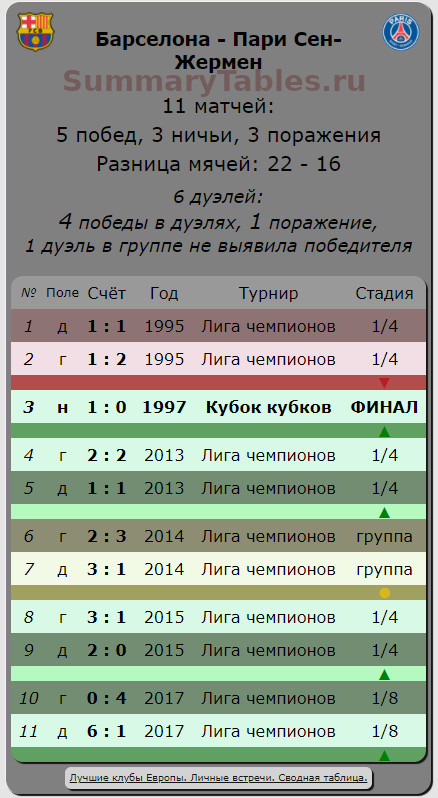 PARIS
Барселона - Пари Сен-
Жермен
SummaryTables.ru
11 матчей:
5 побед, 3 ничьи, 3 поражения
Разница мячей: 22 - 16
6 дуэлей:
4 победы в дуэлях, 1 поражение,
1 дуэль в группе не выявила победителя
№ Поле Счёт Год Турнир Стадия
1 д 1 : 1 1995 Лига чемпионов 1/4
2 г 1 : 2 1995 Лига чемпионов 1/4
3 н 1 : 0 1997 Кубок кубков ФИНАЛ
4 г 2 : 2 2013 Лига чемпионов 1/4
5 д 1 : 1 2013 Лига чемпионов 1/4
6 г 2 : 3 2014 Лига чемпионов группа
7 д 3 : 1 2014 Лига чемпионов группа
8 г 3 : 1 2015 Лига чемпионов 1/4
9 д 2 : 0 2015 Лига чемпионов 1/4
10 г 0 : 4 2017 Лига чемпионов 1/8
11 д 6 : 1 2017 Лига чемпионов 1/8
Лучшие клубы Европы. Личные встречи. Сводная таблица.